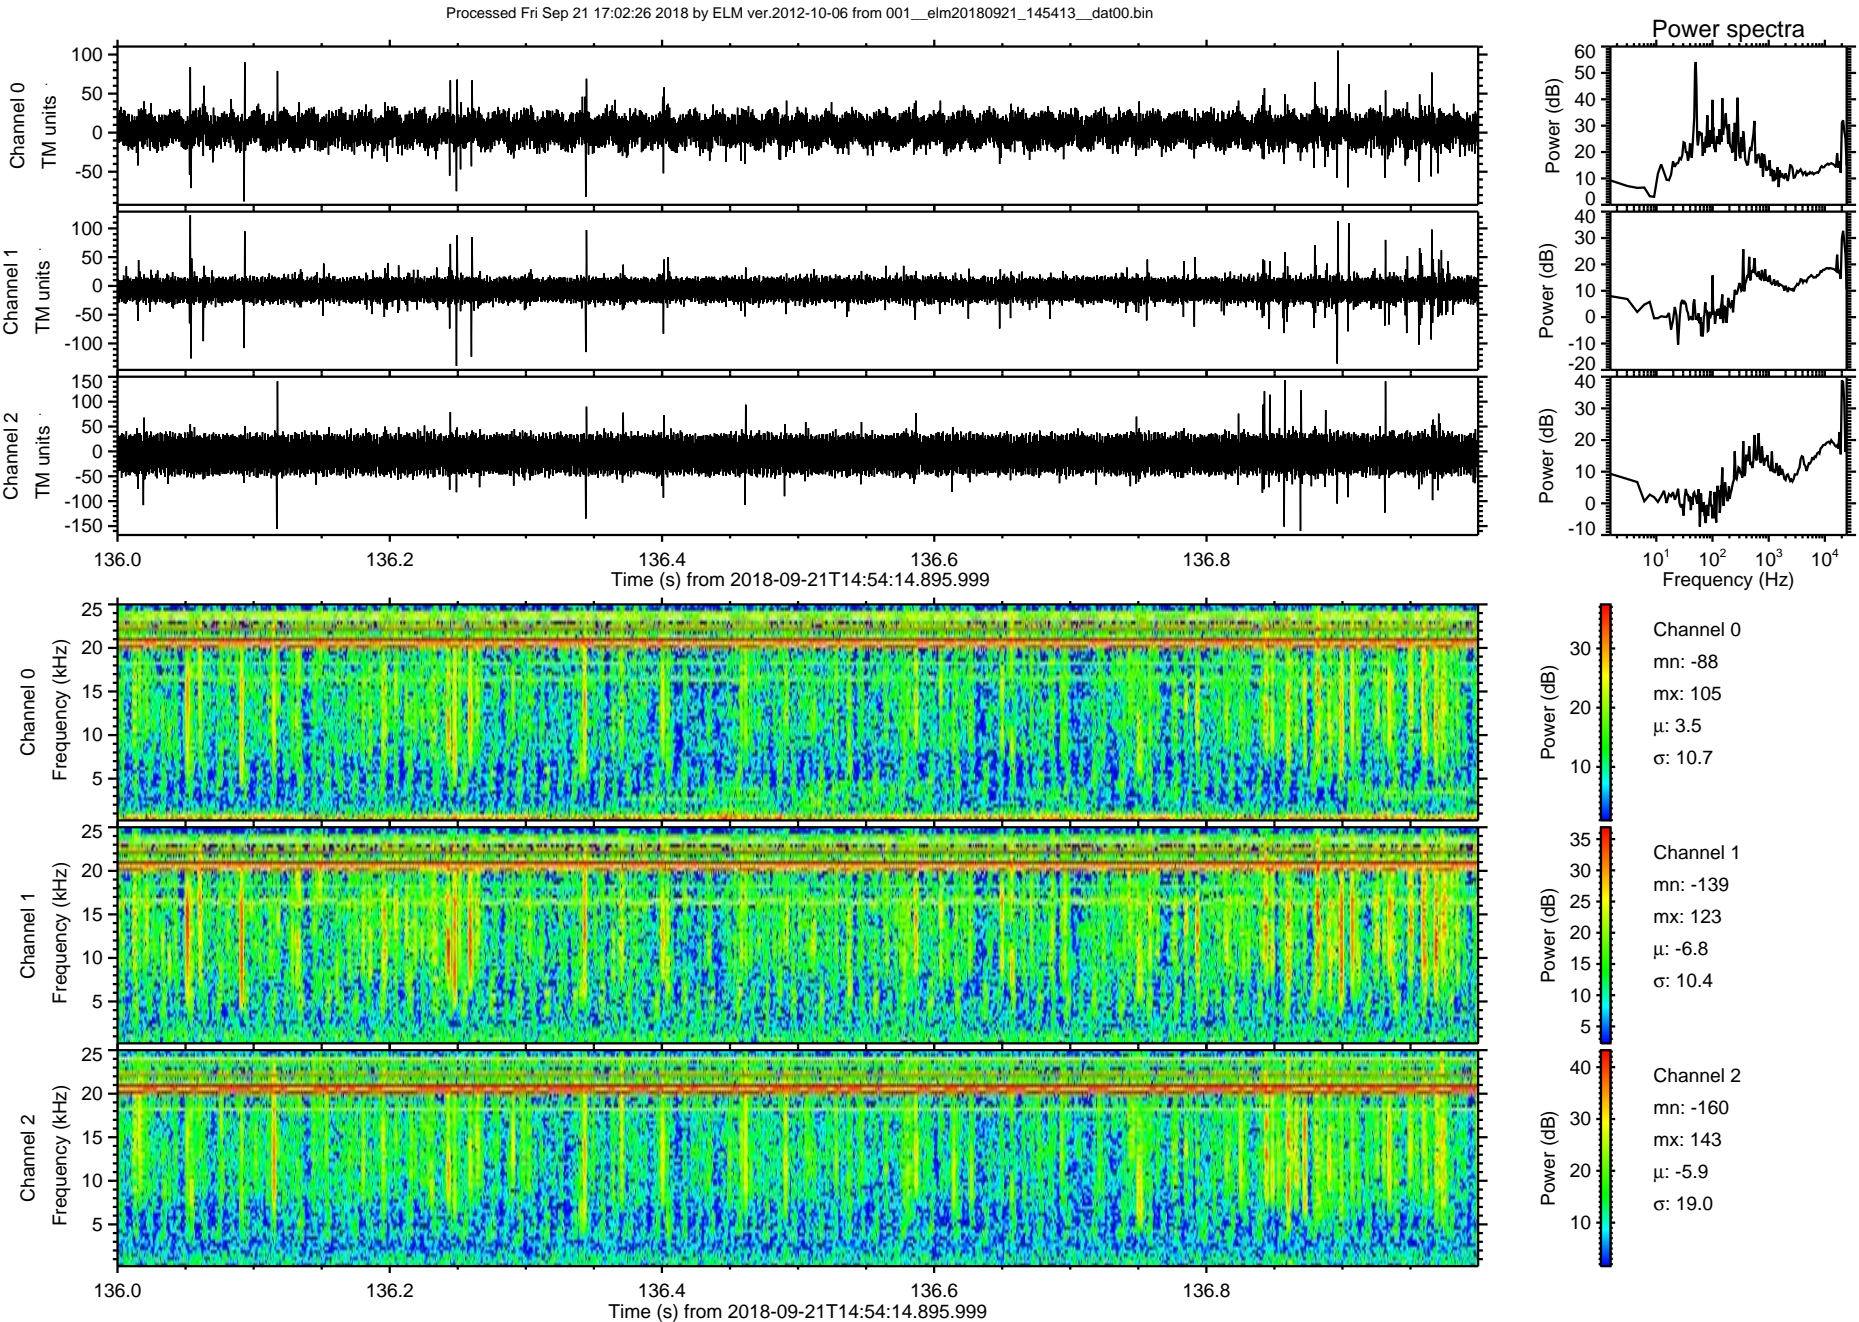 Processed Fri Sep 21 17:02:26 2018 by ELM ver.2012-10-06 from 001__elm20180921_145413__dat00.bin
Power spectra
Channel 0
TM units
100
50
0
-50
Power (dB)
60
50
40
30
20
10
0
Channel 1
TM units
100
50
0
-50
-100
Power (dB)
40
30
20
10
0
-10
-20
Channel 2
TM units
150
100
50
0
-50
-100
-150
Power (dB)
40
30
20
10
0
-10
136.0 136.2 136.4 136.6 136.8
Time (s) from 2018-09-21T14:54:14.895.999
10¹ 10² 10³ 10⁴
Frequency (Hz)
Channel 0
Frequency (kHz)
25
20
15
10
5
Power (dB)
30
20
10
Channel 0
mn: -88
mx: 105
μ: 3.5
σ: 10.7
Channel 1
Frequency (kHz)
25
20
15
10
5
Power (dB)
35
30
25
20
15
10
5
Channel 1
mn: -139
mx: 123
μ: -6.8
σ: 10.4
Channel 2
Frequency (kHz)
25
20
15
10
5
Power (dB)
40
30
20
10
Channel 2
mn: -160
mx: 143
μ: -5.9
σ: 19.0
136.0 136.2 136.4 136.6 136.8
Time (s) from 2018-09-21T14:54:14.895.999